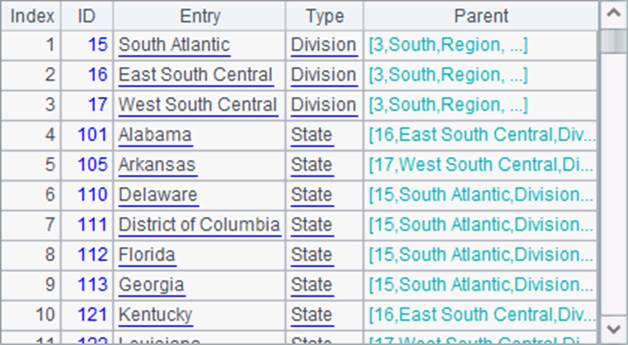 Index ID Entry Type Parent
1 15 South Atlantic Division [3,South,Region, ...]
2 16 East South Central Division [3,South,Region, ...]
3 17 West South Central Division [3,South,Region, ...]
4 101 Alabama State [16,East South Central,Div...
5 105 Arkansas State [17,West South Central,Di...
6 110 Delaware State [15,South Atlantic,Division...
7 111 District of Columbia State [15,South Atlantic,Division...
8 112 Florida State [15,South Atlantic,Division...
9 113 Georgia State [15,South Atlantic,Division...
10 121 Kentucky State [16,East South Central,Div...
11 122 Louisiana State [17,West South Central,Di...